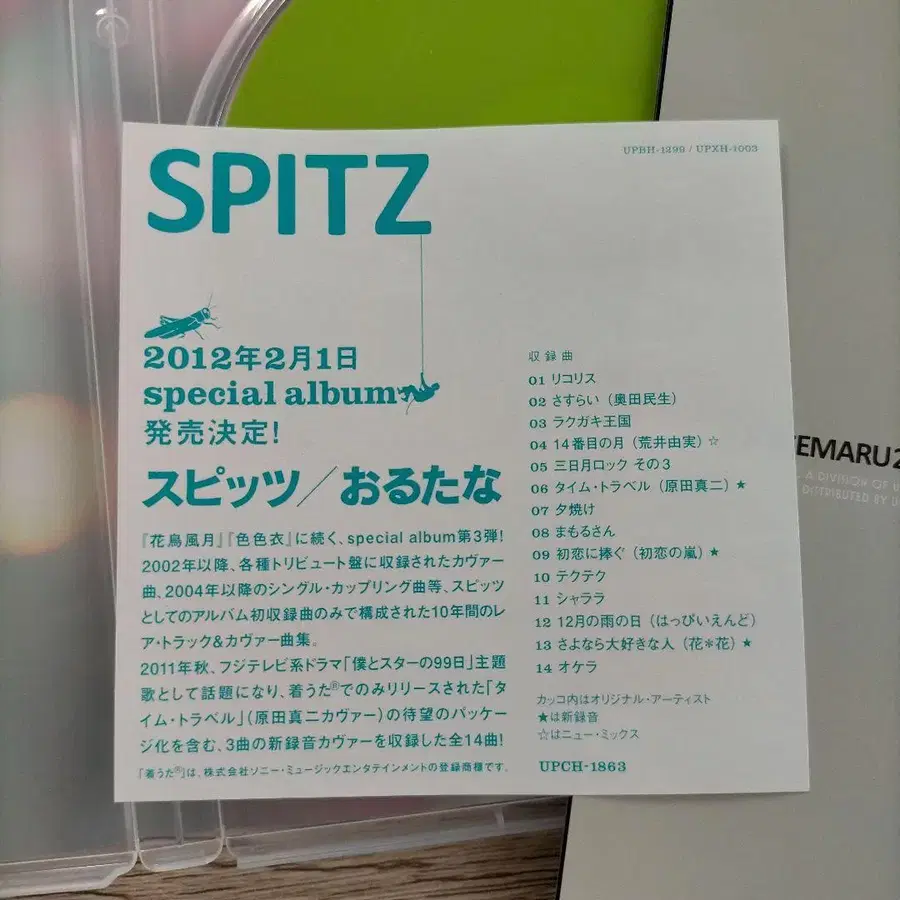 SPITZ
UPBH-1299 / UPXH-1003
2012年2月1日
special album
発売決定!
スピッツ/おるたな
『花鳥風月』『色色衣』に続く、special album第3弾!
2002年以降、各種トリビュート盤に収録されたカヴァー
曲、2004年以降のシングル・カップリング曲等、スピッツ
としてのアルバム初収録曲のみで構成された10年間のレ
ア・トラック&カヴァー曲集。
2011年秋、フジテレビ系ドラマ「僕とスターの99日」主題
歌として話題になり、着うた®でのみリリースされた「タ
イム・トラベル」(原田真二カヴァー)の待望のパッケー
ジ化を含む、3曲の新録音カヴァーを収録した全14曲!
「着うた®」は、株式会社ソニー・ミュージックエンタテインメントの登録商標です。
収録曲
01 リコリス
02 さすらい(奥田民生)
03 ラクガキ王国
04 14番目の月(荒井由実)☆
05 三日月ロック その3
06 タイム・トラベル(原田真二)★
07 夕焼け
08 まもるさん
09 初恋に捧ぐ(初恋の嵐)★
10 テクテク
11 シャララ
12 12月の雨の日(はっぴいえんど)
13 さよなら大好きな人(花*花)★
14 オケラ
カッコ内はオリジナル・アーティスト
★は新録音
☆はニュー・ミックス
UPCH-1863
TEMARU2
A DIVISION OF U
DISTRIBUTED BY U